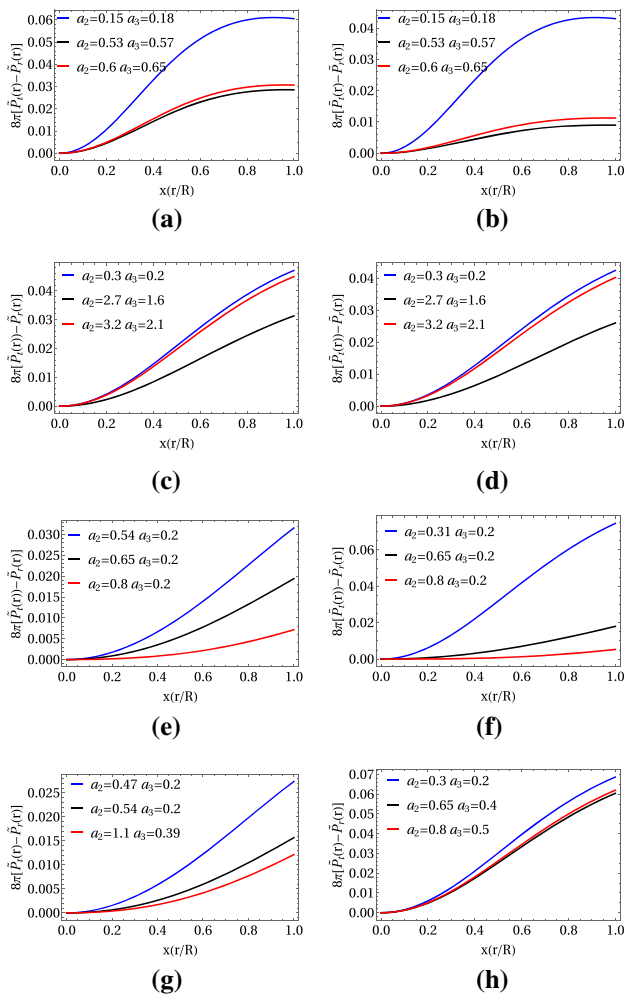 8π[P̃ₜ(r)−P̃ᵣ(r)]
0.06
0.05
0.04
0.03
0.02
0.01
0.00
a₂=0.15 a₃=0.18
a₂=0.53 a₃=0.57
a₂=0.6 a₃=0.65
0.0 0.2 0.4 0.6 0.8 1.0
x(r/R)
(a)
8π[P̃ₜ(r)−P̃ᵣ(r)]
0.04
0.03
0.02
0.01
0.00
a₂=0.15 a₃=0.18
a₂=0.53 a₃=0.57
a₂=0.6 a₃=0.65
0.0 0.2 0.4 0.6 0.8 1.0
x(r/R)
(b)
8π[P̃ₜ(r))−P̃ᵣ(r)]
0.04
0.03
0.02
0.01
0.00
a₂=0.3 a₃=0.2
a₂=2.7 a₃=1.6
a₂=3.2 a₃=2.1
0.0 0.2 0.4 0.6 0.8 1.0
x(r/R)
(c)
8π[P̃ₜ(r))−P̃ᵣ(r)]
0.04
0.03
0.02
0.01
0.00
a₂=0.3 a₃=0.2
a₂=2.7 a₃=1.6
a₂=3.2 a₃=2.1
0.0 0.2 0.4 0.6 0.8 1.0
x(r/R)
(d)
8π[P̃ₜ(r))−P̃ᵣ(r)]
0.030
0.025
0.020
0.015
0.010
0.005
0.000
a₂=0.54 a₃=0.2
a₂=0.65 a₃=0.2
a₂=0.8 a₃=0.2
0.0 0.2 0.4 0.6 0.8 1.0
x(r/R)
(e)
8π[P̃ₜ(r))−P̃ᵣ(r)]
0.06
0.04
0.02
0.00
a₂=0.31 a₃=0.2
a₂=0.65 a₃=0.2
a₂=0.8 a₃=0.2
0.0 0.2 0.4 0.6 0.8 1.0
x(r/R)
(f)
8π[P̃ₜ(r)−P̃ᵣ(r)]
0.025
0.020
0.015
0.010
0.005
0.000
a₂=0.47 a₃=0.2
a₂=0.54 a₃=0.2
a₂=1.1 a₃=0.39
0.0 0.2 0.4 0.6 0.8 1.0
x(r/R)
(g)
8π[P̃ₜ(r)−P̃ᵣ(r)]
0.07
0.06
0.05
0.04
0.03
0.02
0.01
0.00
a₂=0.3 a₃=0.2
a₂=0.65 a₃=0.4
a₂=0.8 a₃=0.5
0.0 0.2 0.4 0.6 0.8 1.0
x(r/R)
(h)